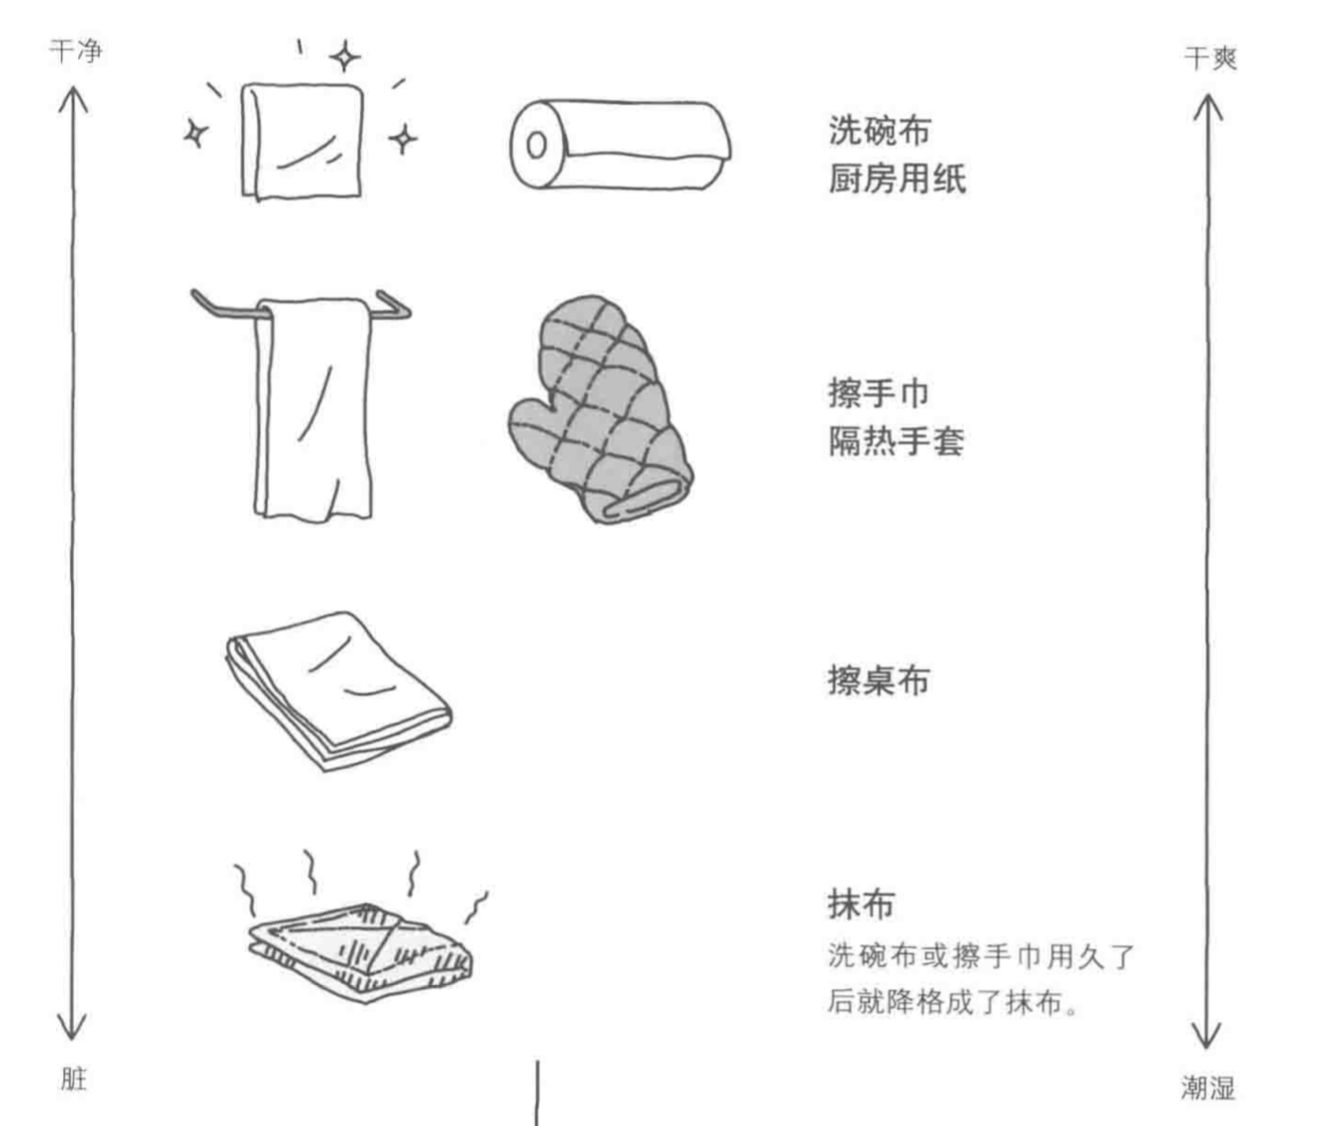 干净
干爽
洗碗布
厨房用纸
擦手巾
隔热手套
擦桌布
抹布
洗碗布或擦手巾用久了
后就降格成了抹布。
脏
潮湿